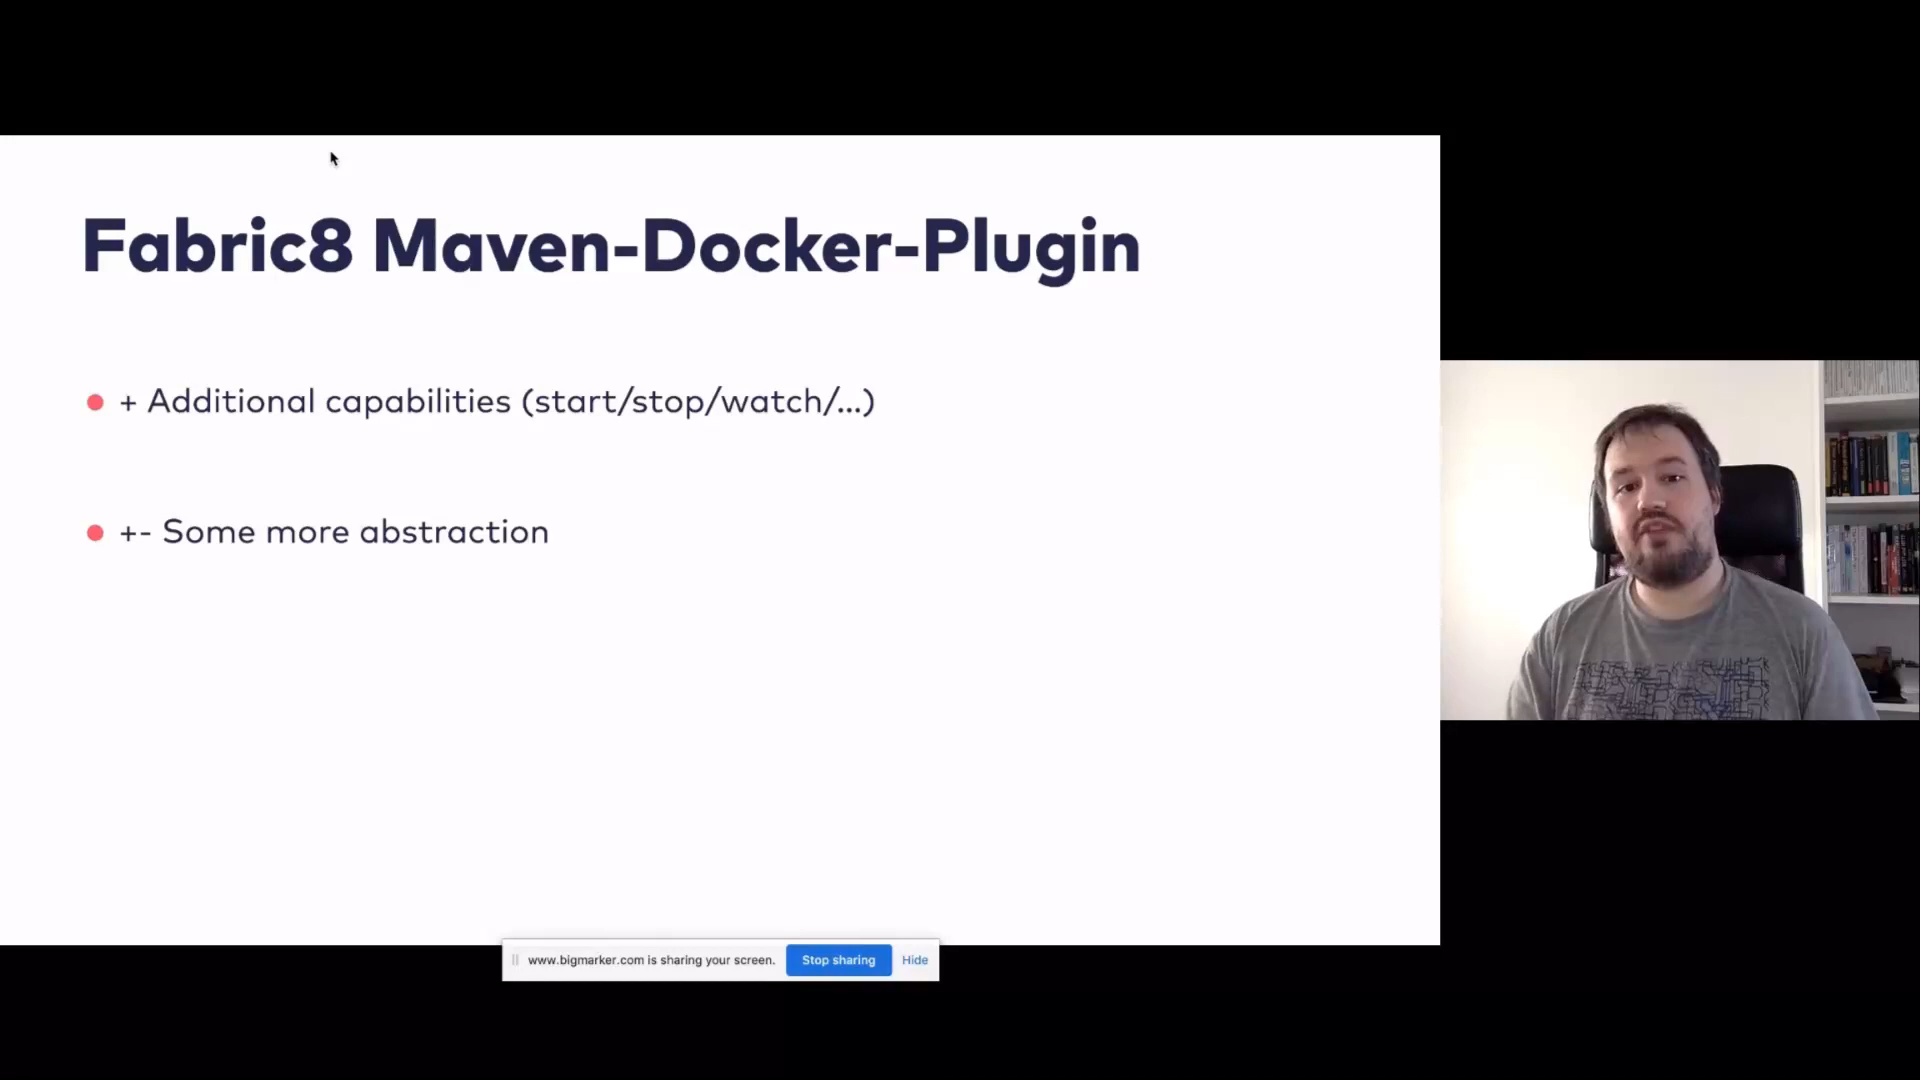 Fabric8 Maven-Docker-Plugin
+ Additional capabilities (start/stop/watch/...)
+- Some more abstraction
www.bigmarker.com is sharing your screen. Stop sharing Hide